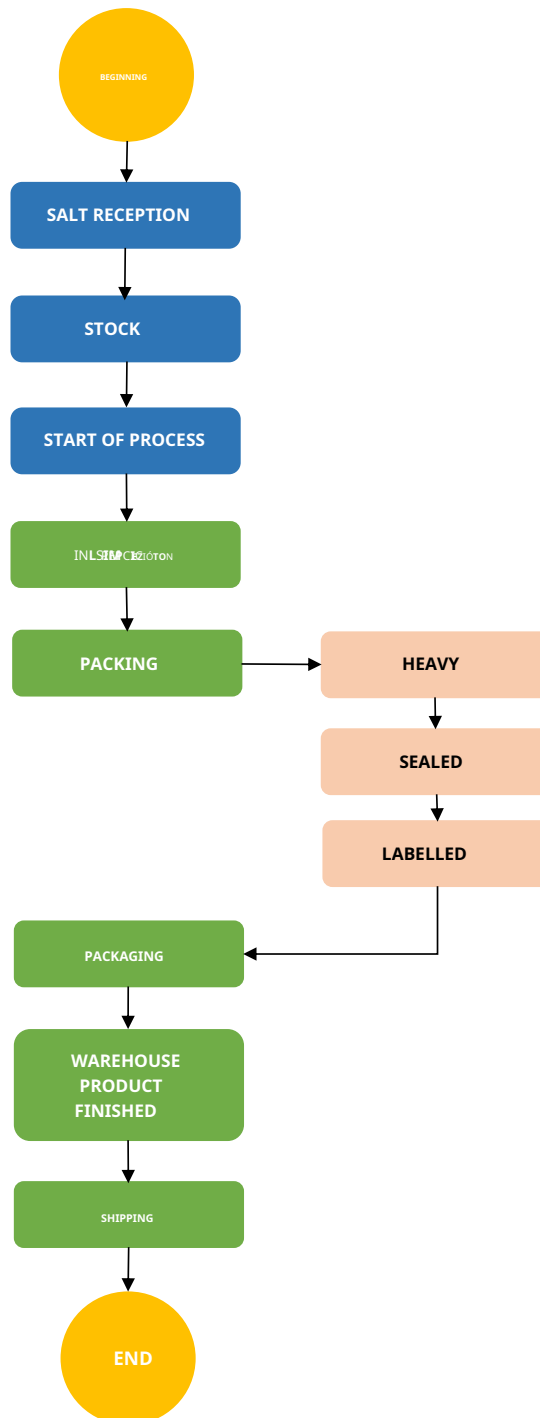 BEGINNING
SALT RECEPTION
STOCK
START OF PROCESS
PACKING
HEAVY
SEALED
LABELLED
PACKAGING
WAREHOUSE
PRODUCT
FINISHED
SHIPPING
END